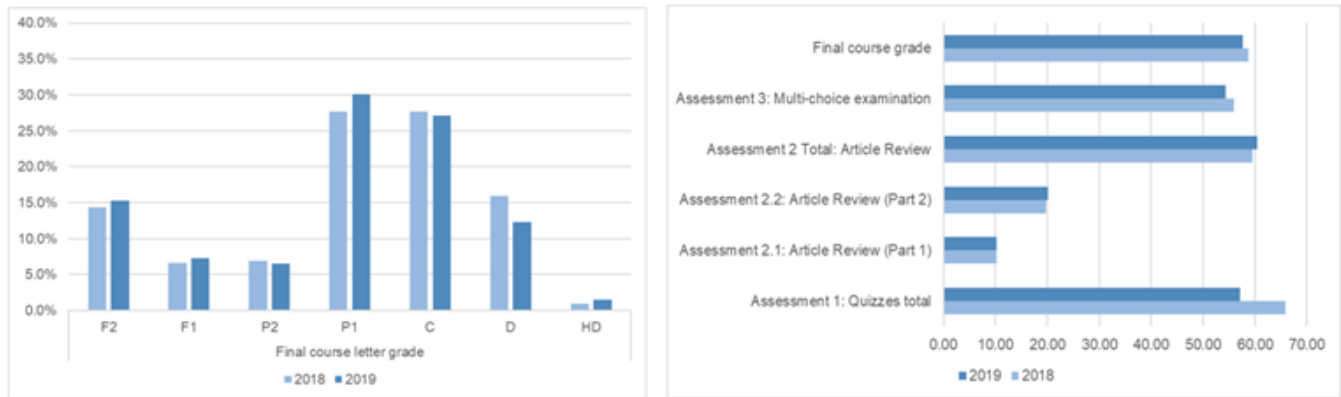 40.0%
35.0%
30.0%
25.0%
20.0%
15.0%
10.0%
5.0%
0.0%
F2 F1 P2 P1 C D HD
Final course letter grade
2018 2019
Final course grade
Assessment 3: Multi-choice examination
Assessment 2 Total: Article Review
Assessment 2.2: Article Review (Part 2)
Assessment 2.1: Article Review (Part 1)
Assessment 1: Quizzes total
0.00 10.00 20.00 30.00 40.00 50.00 60.00 70.00
2019 2018